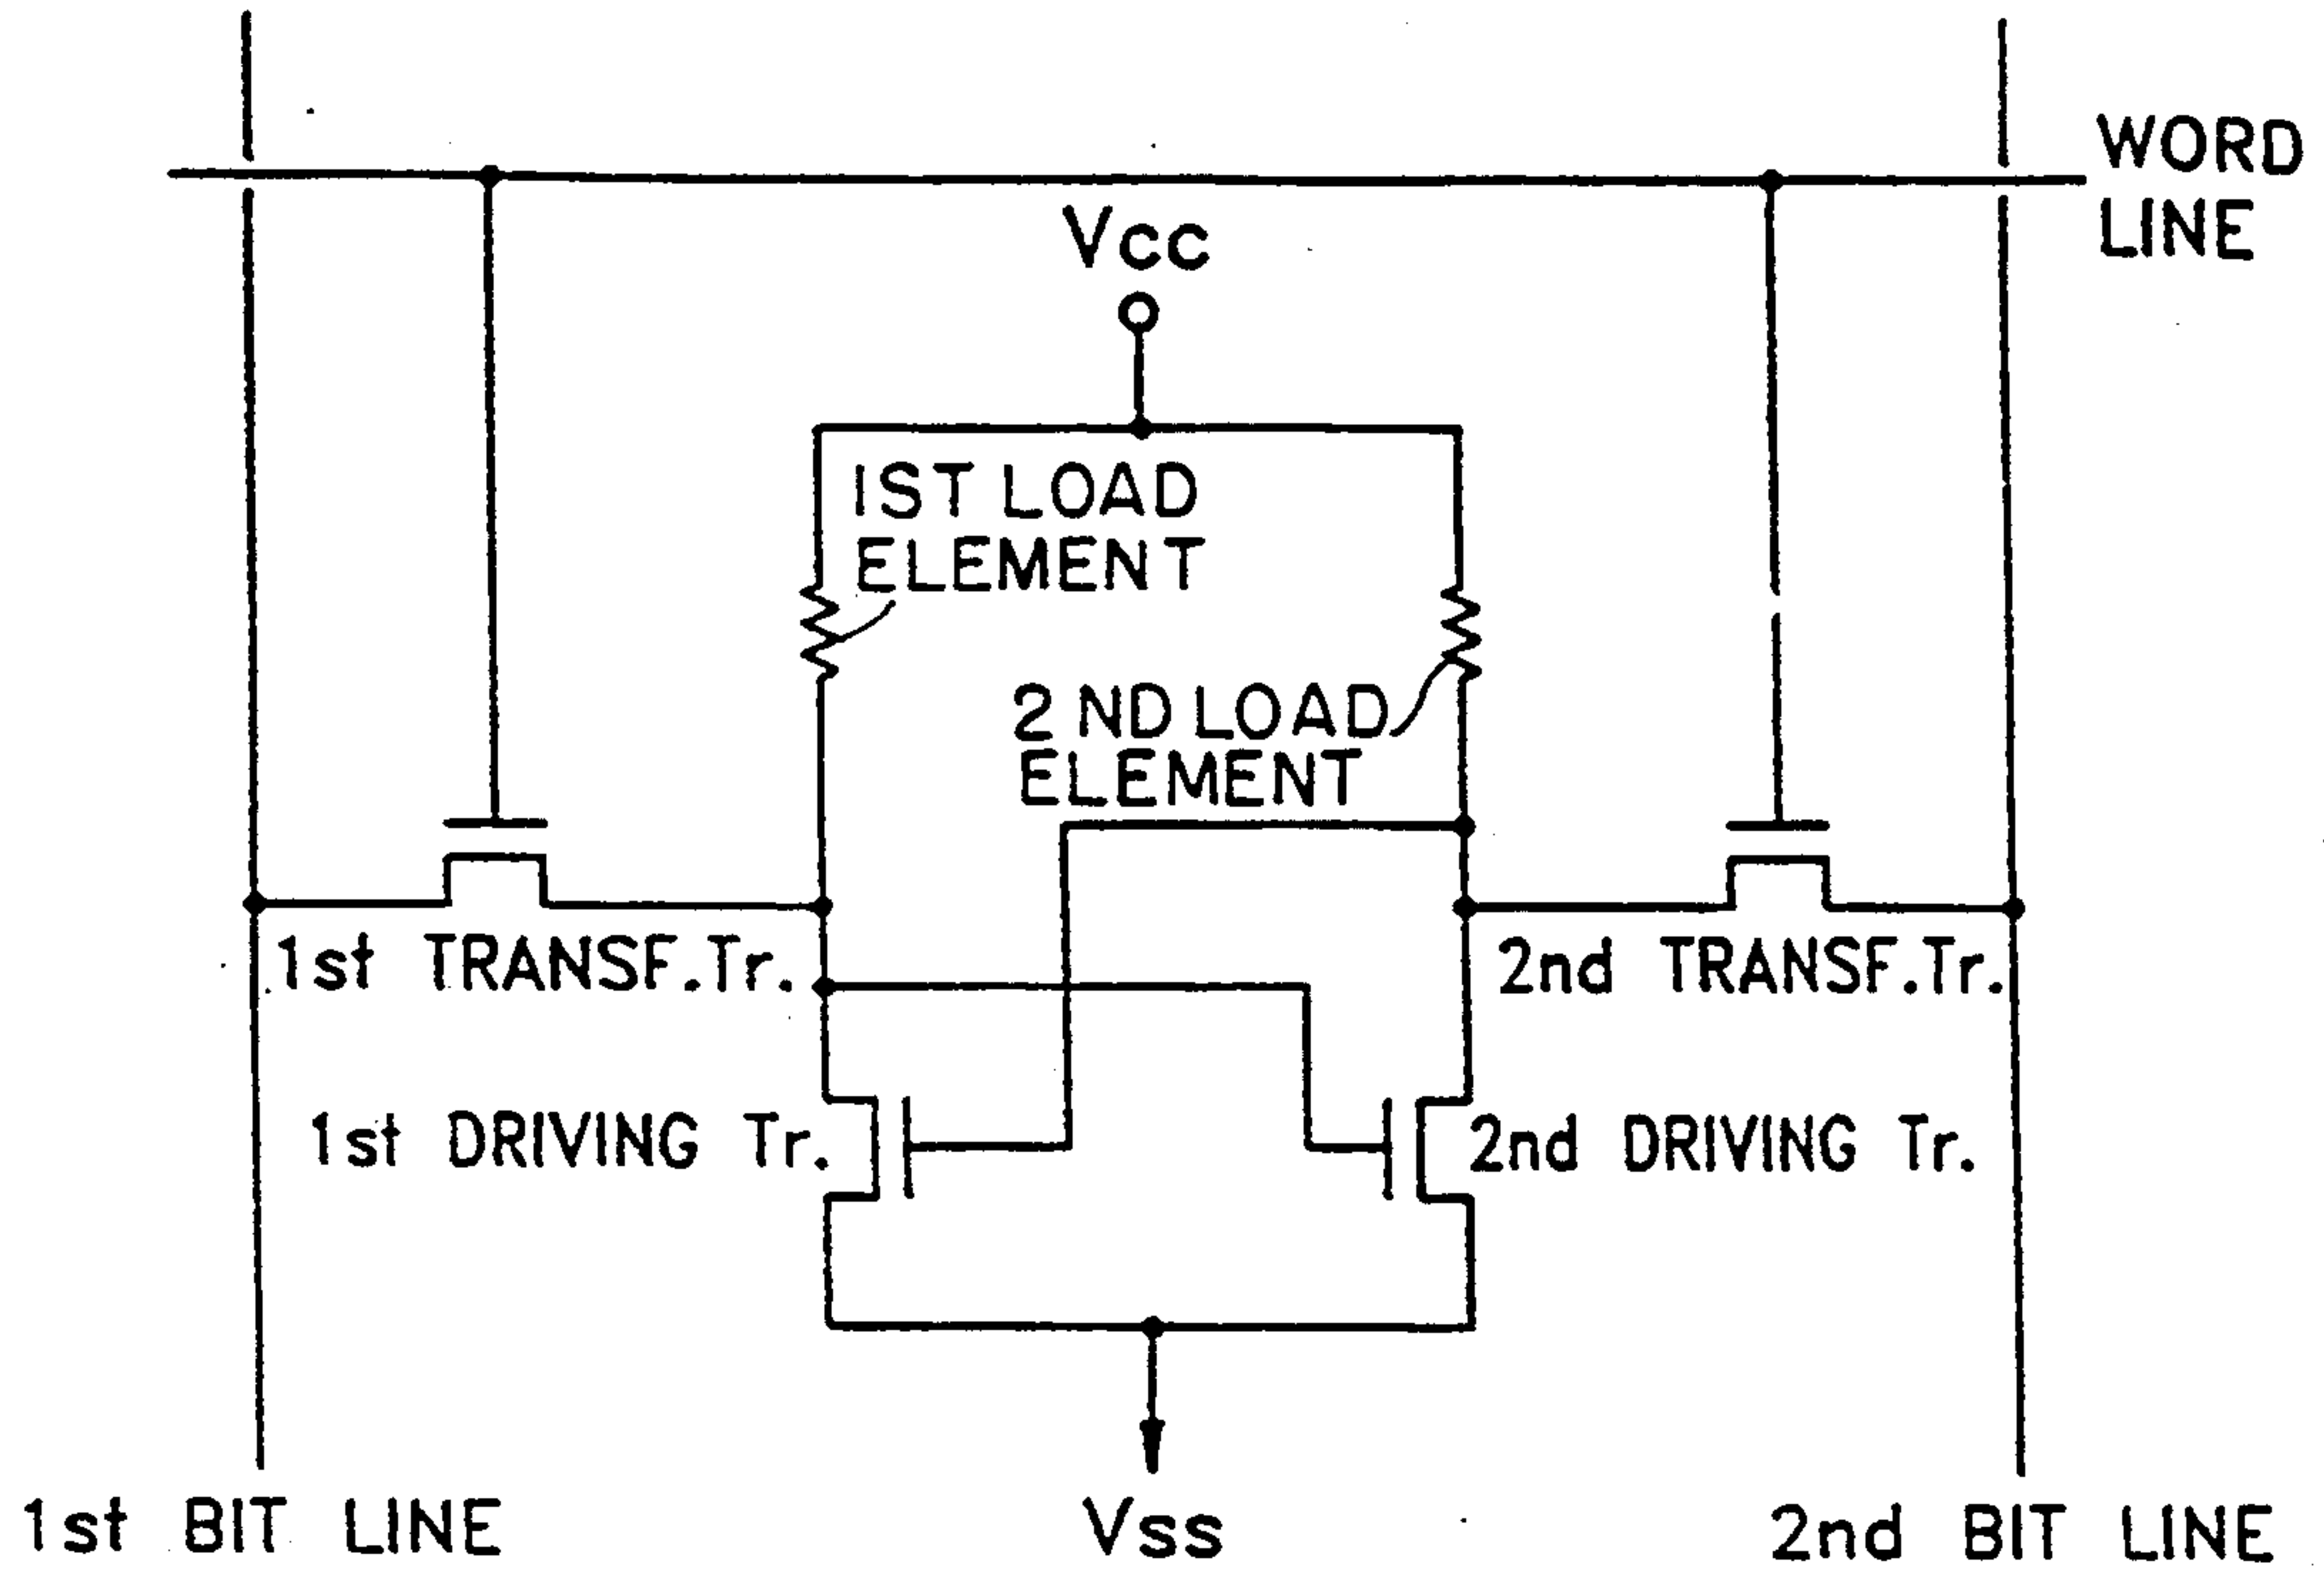 WORD
LINE
Vcc
1ST LOAD
ELEMENT
2 ND LOAD
ELEMENT
1st TRANSF.Tr.
2nd TRANSF.Tr.
1st DRIVING Tr.
2nd DRIVING Tr.
1st BIT LINE
Vss
2nd BIT LINE